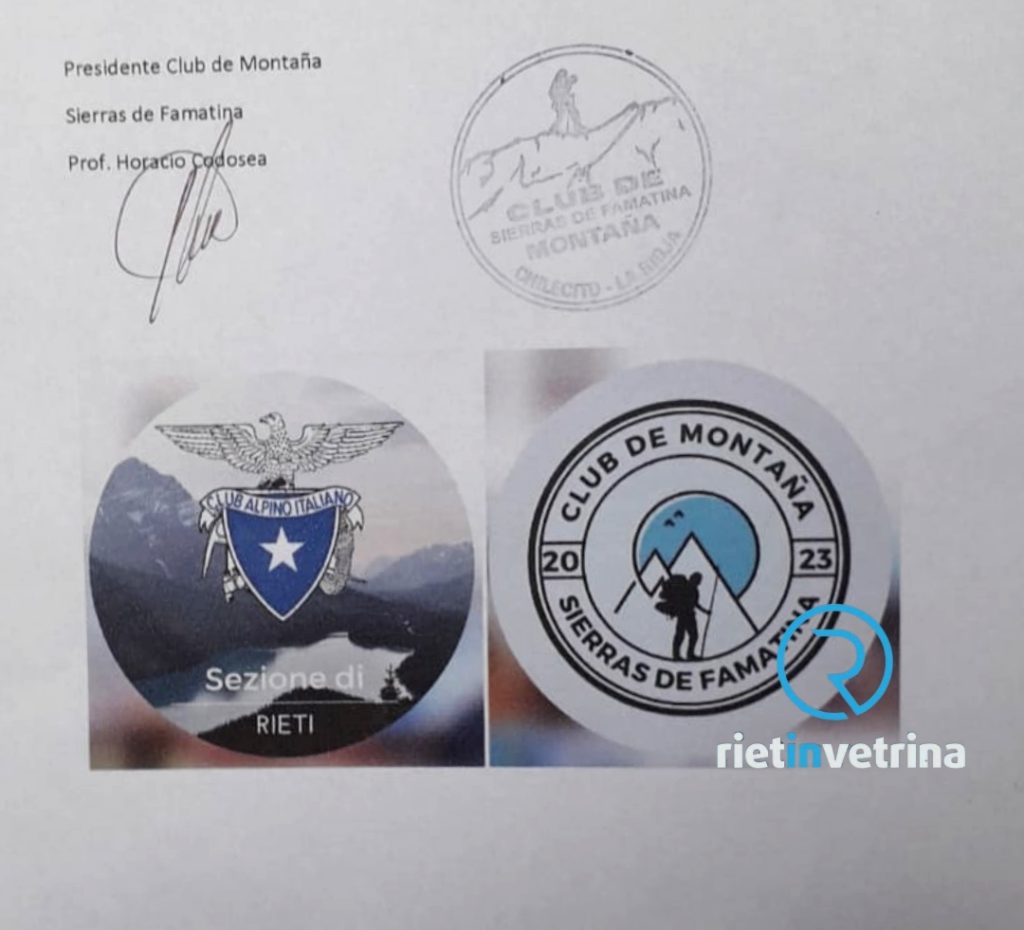 Presidente Club de Montaña
Sierras de Famatina
Prof. Horacio Codosea
CLUB DE
SIERRAS DE FAMATINA
MONTAÑA
CHILECITO - LA RIOJA
CLUB ALPINO ITALIANO
Sezione di
RIETI
CLUB DE MONTAÑA
20 23
SIERRAS DE FAMATINA
rietinvetrina